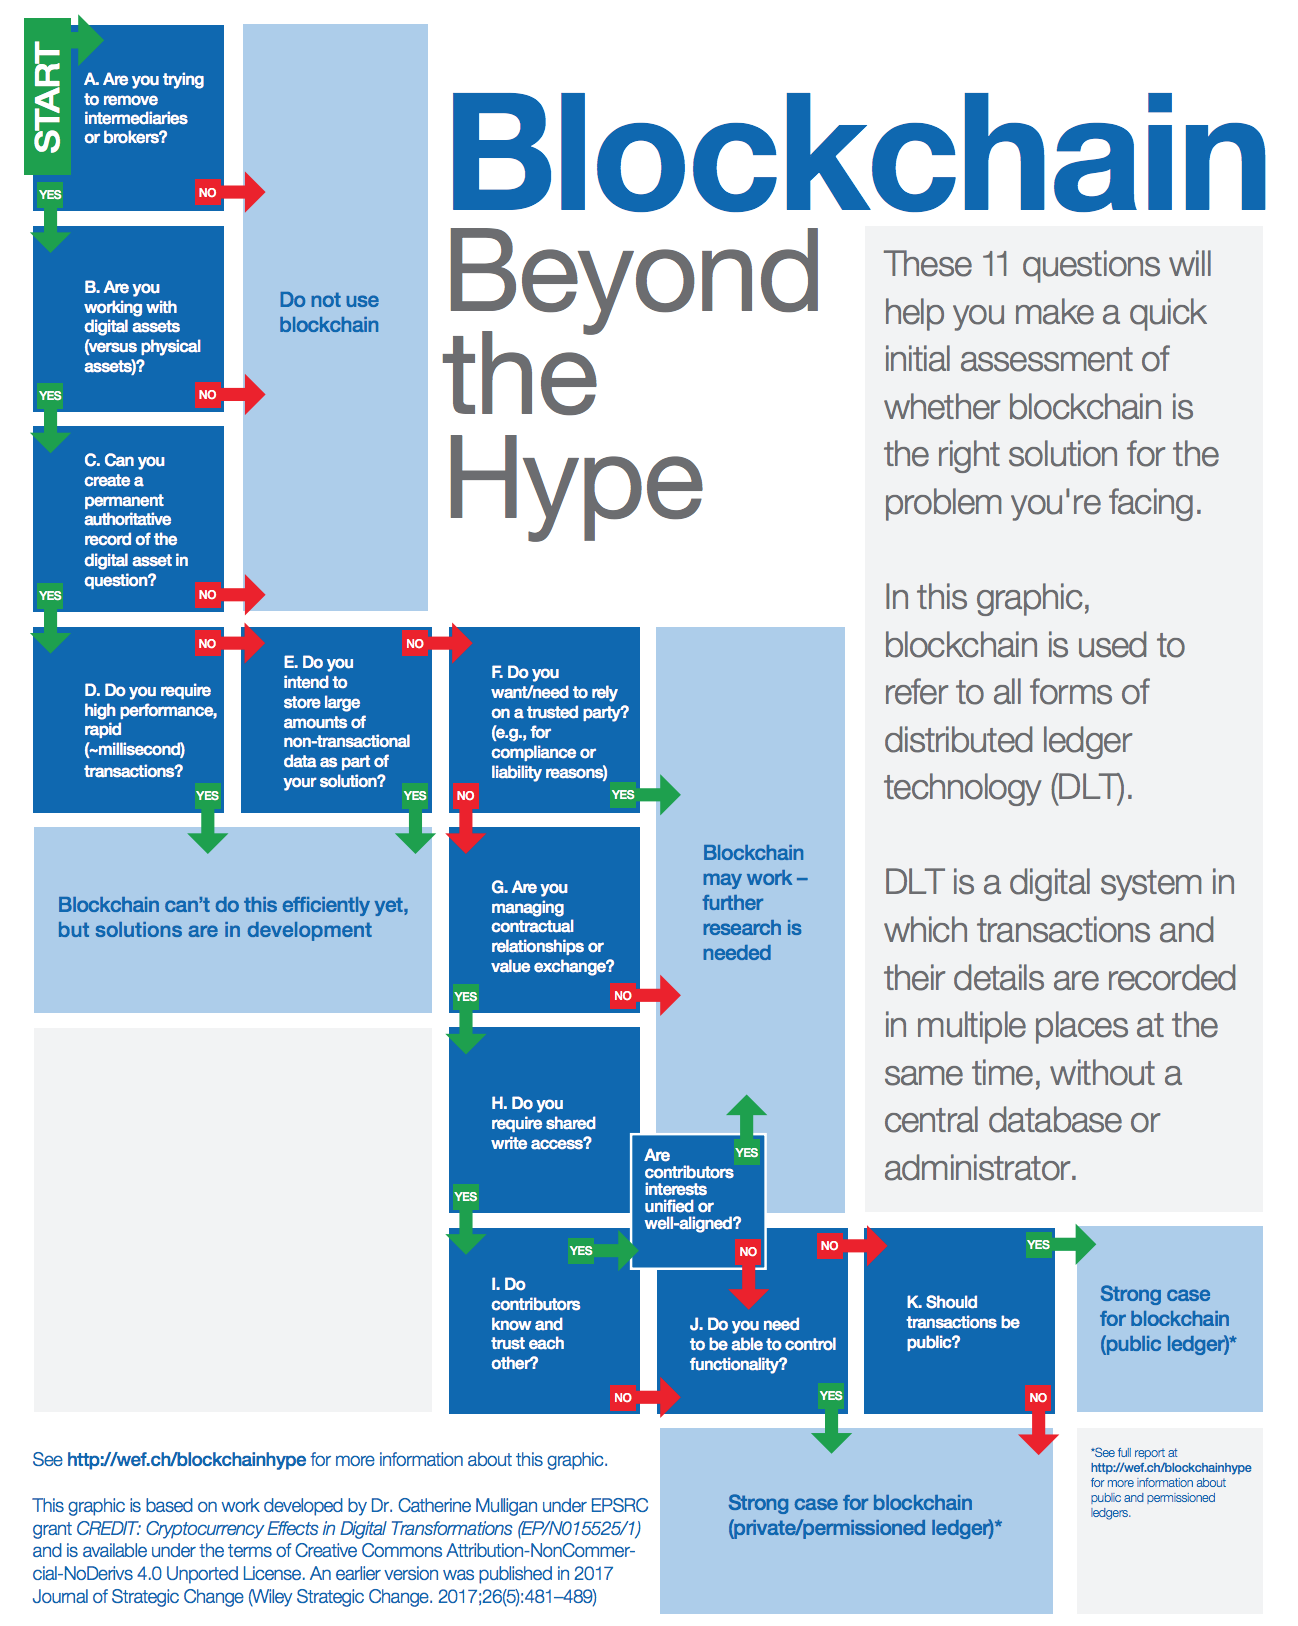 START
A. Are you trying
to remove
intermediaries
or brokers?
YES
NO
B. Are you
working with
digital assets
(versus physical
assets)?
YES
NO
C. Can you
create a
permanent
authoritative
record of the
digital asset in
question?
YES
NO
Do not use
blockchain
Blockchain
Beyond
the
Hype
These 11 questions will
help you make a quick
initial assessment of
whether blockchain is
the right solution for the
problem you're facing.
In this graphic,
blockchain is used to
refer to all forms of
distributed ledger
technology (DLT).
DLT is a digital system in
which transactions and
their details are recorded
in multiple places at the
same time, without a
central database or
administrator.
NO
D. Do you require
high performance,
rapid
(~millisecond)
transactions?
YES
NO
E. Do you
intend to
store large
amounts of
non-transactional
data as part of
your solution?
YES
F. Do you
want/need to rely
on a trusted party?
(e.g., for
compliance or
liability reasons)
NO
YES
Blockchain can’t do this efficiently yet,
but solutions are in development
G. Are you
managing
contractual
relationships or
value exchange?
YES
NO
Blockchain
may work –
further
research is
needed
H. Do you
require shared
write access?
YES
Are
contributors
interests
unified or
well-aligned?
YES
NO
YES
I. Do
contributors
know and
trust each
other?
NO
NO
J. Do you need
to be able to control
functionality?
YES
YES
K. Should
transactions be
public?
NO
Strong case
for blockchain
(public ledger)*
Strong case for blockchain
(private/permissioned ledger)*
*See full report at
http://wef.ch/blockchainhype
for more information about
public and permissioned
ledgers.
See http://wef.ch/blockchainhype for more information about this graphic.
This graphic is based on work developed by Dr. Catherine Mulligan under EPSRC
grant CREDIT: Cryptocurrency Effects in Digital Transformations (EP/N015525/1)
and is available under the terms of Creative Commons Attribution-NonCommer-
cial-NoDerivs 4.0 Unported License. An earlier version was published in 2017
Journal of Strategic Change (Wiley Strategic Change. 2017;26(5):481–489)